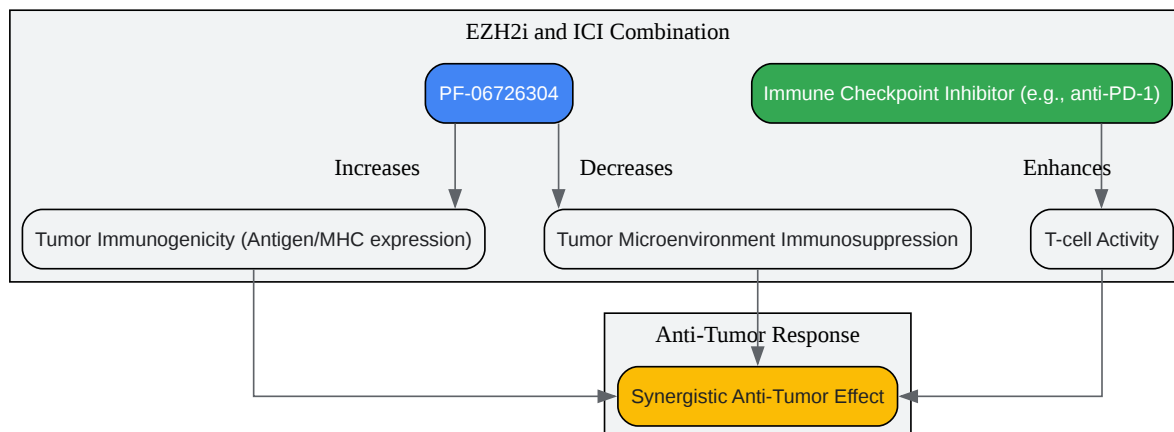 EZH2i and ICI Combination
PF-06726304
Immune Checkpoint Inhibitor (e.g., anti-PD-1)
Increases
Decreases
Enhances
Tumor Immunogenicity (Antigen/MHC expression)
Tumor Microenvironment Immunosuppression
T-cell Activity
Anti-Tumor Response
Synergistic Anti-Tumor Effect